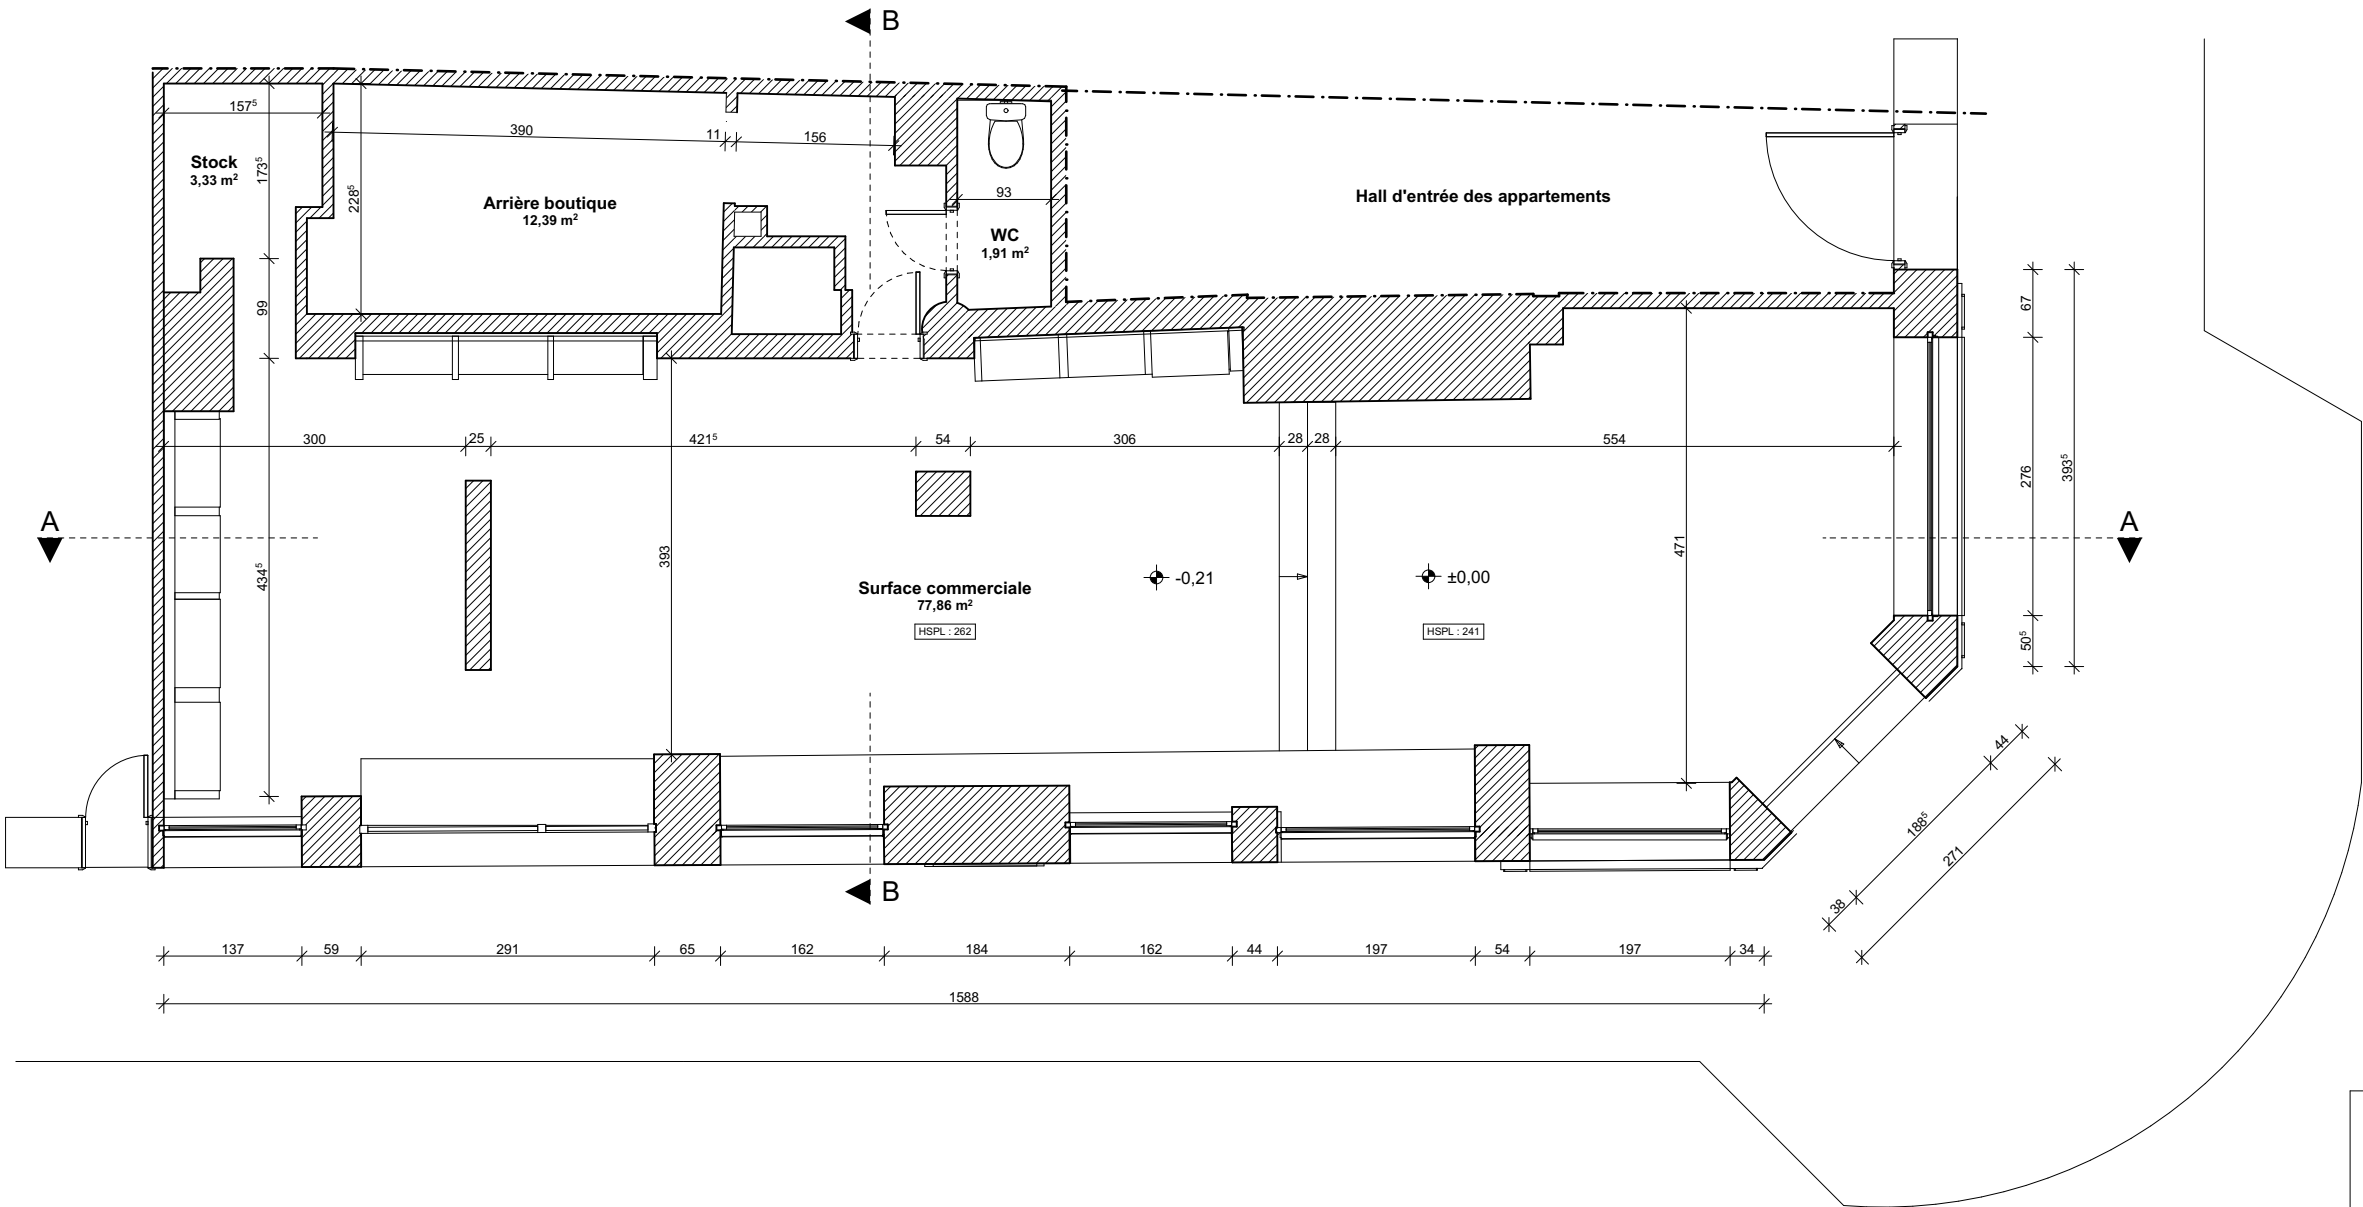 B
157⁵
390
11
156
Stock
3,33 m²
173⁵
228⁵
Arrière boutique
12,39 m²
93
WC
1,91 m²
Hall d'entrée des appartements
99
67
300
25
421⁵
54
306
28
28
554
276
393⁵
A
A
434⁵
393
471
-0,21
±0,00
Surface commerciale
77,86 m²
HSPL : 262
HSPL : 241
50⁵
44
188⁵
271
38
B
137
59
291
65
162
184
162
44
197
54
197
34
1588